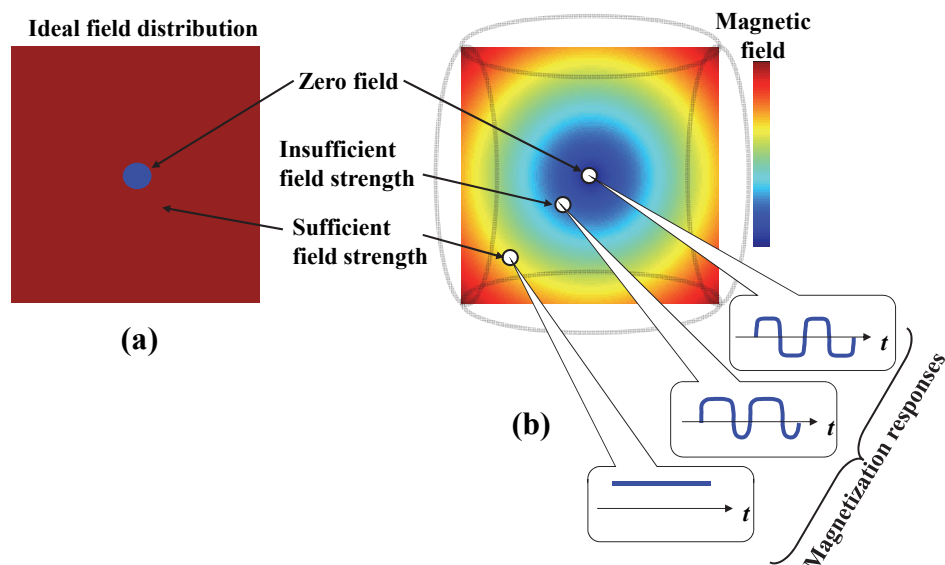 Ideal field distribution
Zero field
Insufficient
field strength
Sufficient
field strength
(a)
Magnetic
field
t
t
t
(b)
Magnetization responses